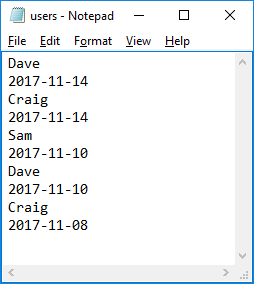 users - Notepad
File Edit Format View Help
Dave
2017-11-14
Craig
2017-11-14
Sam
2017-11-10
Dave
2017-11-10
Craig
2017-11-08